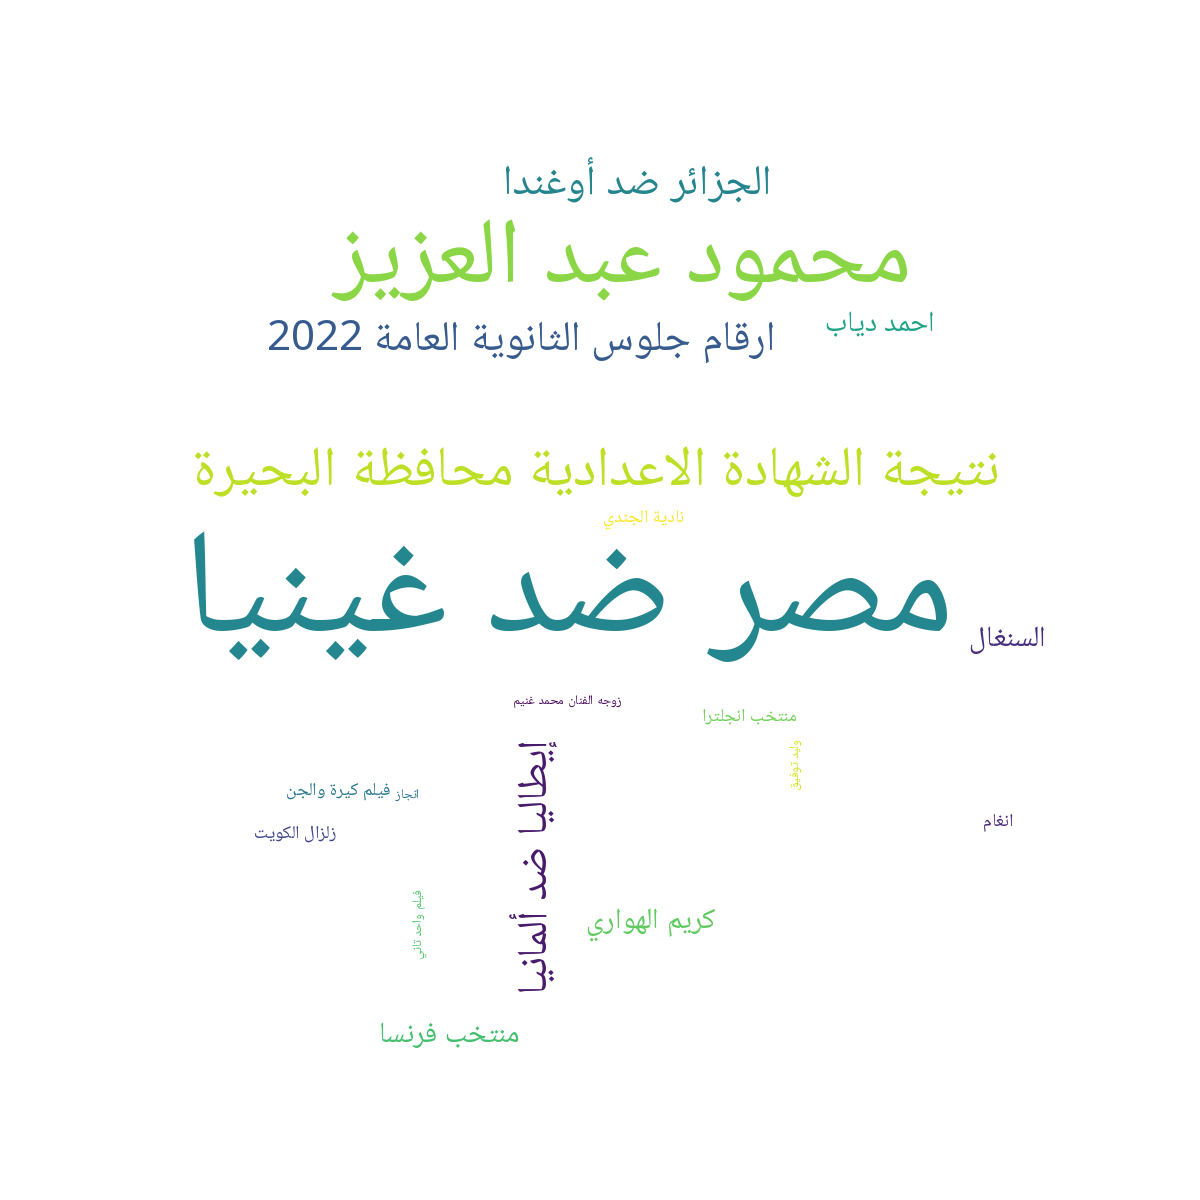 الجزائر ضد أوغندا
محمود عبد العزيز
احمد دياب
ارقام جلوس الثانوية العامة 2022
نتيجة الشهادة الاعدادية محافظة البحيرة
نادية الجندي
مصر ضد غينيا
السنغال
زوجه الفنان محمد غنيم
منتخب انجلترا
إيطاليا ضد ألمانيا
وليد توفيق
فيلم كيرة والجن
انجاز
انغام
زلزال الكويت
فيلم واحد تاني
كريم الهواري
منتخب فرنسا